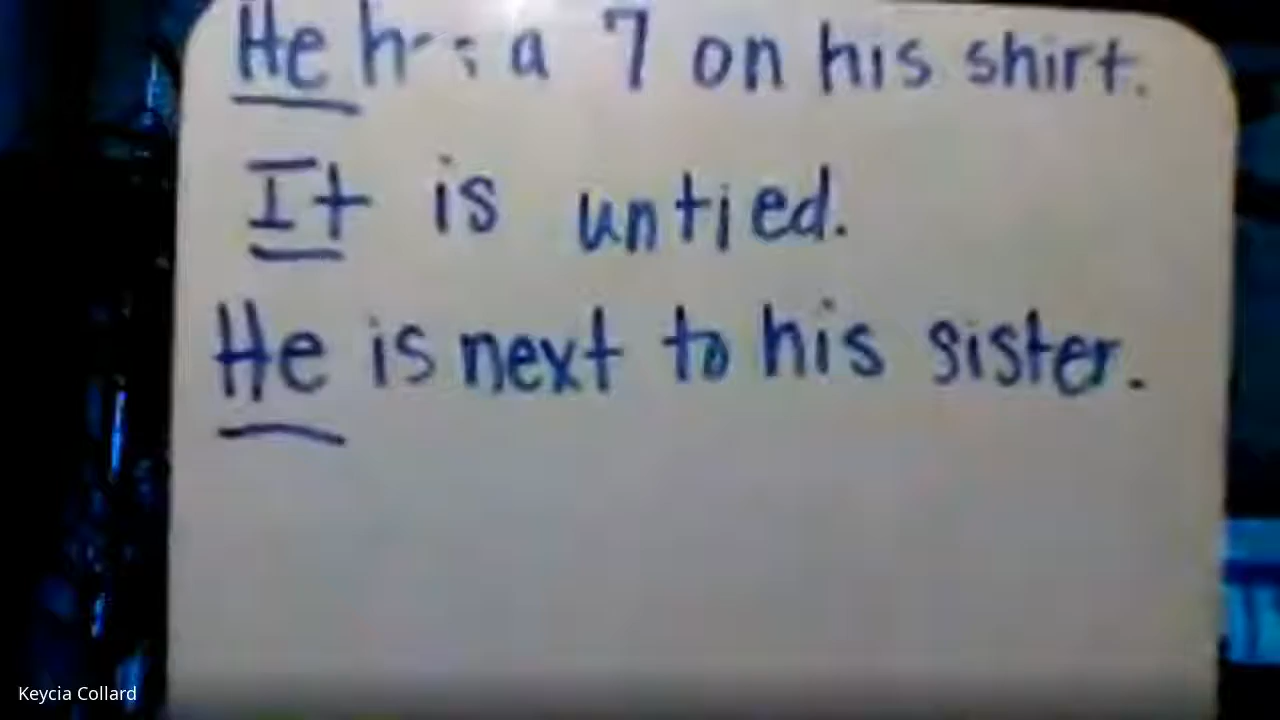 He a 7 on his shirt.
It is untied.
He is next to his sister.
Keycia Collard